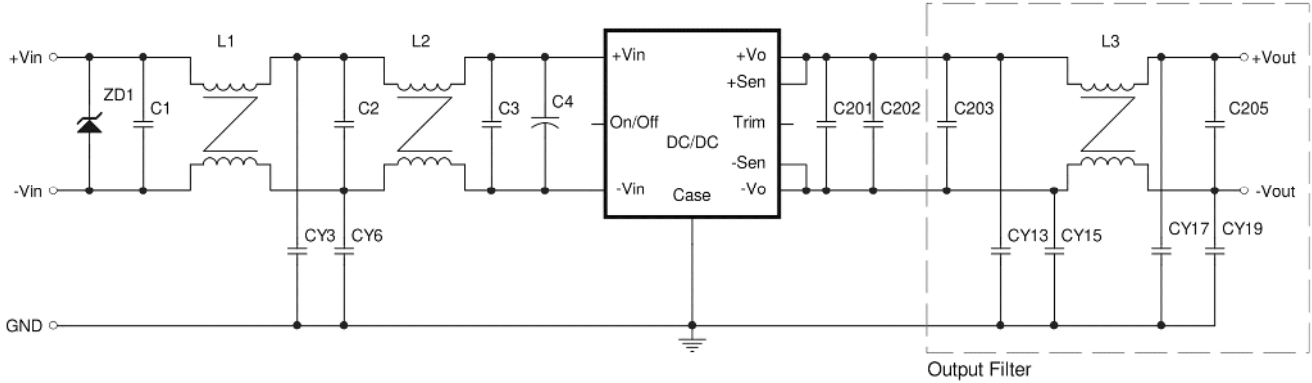 L1
L2
L3
+Vin
+Vin
+Vo
+Vout
+Sen
ZD1
C1
C2
C3
C4
On/Off
Trim
C201
C202
C203
C205
DC/DC
-Sen
-Vin
-Vin
-Vo
-Vout
Case
CY3
CY6
CY13
CY15
CY17
CY19
GND
Output Filter